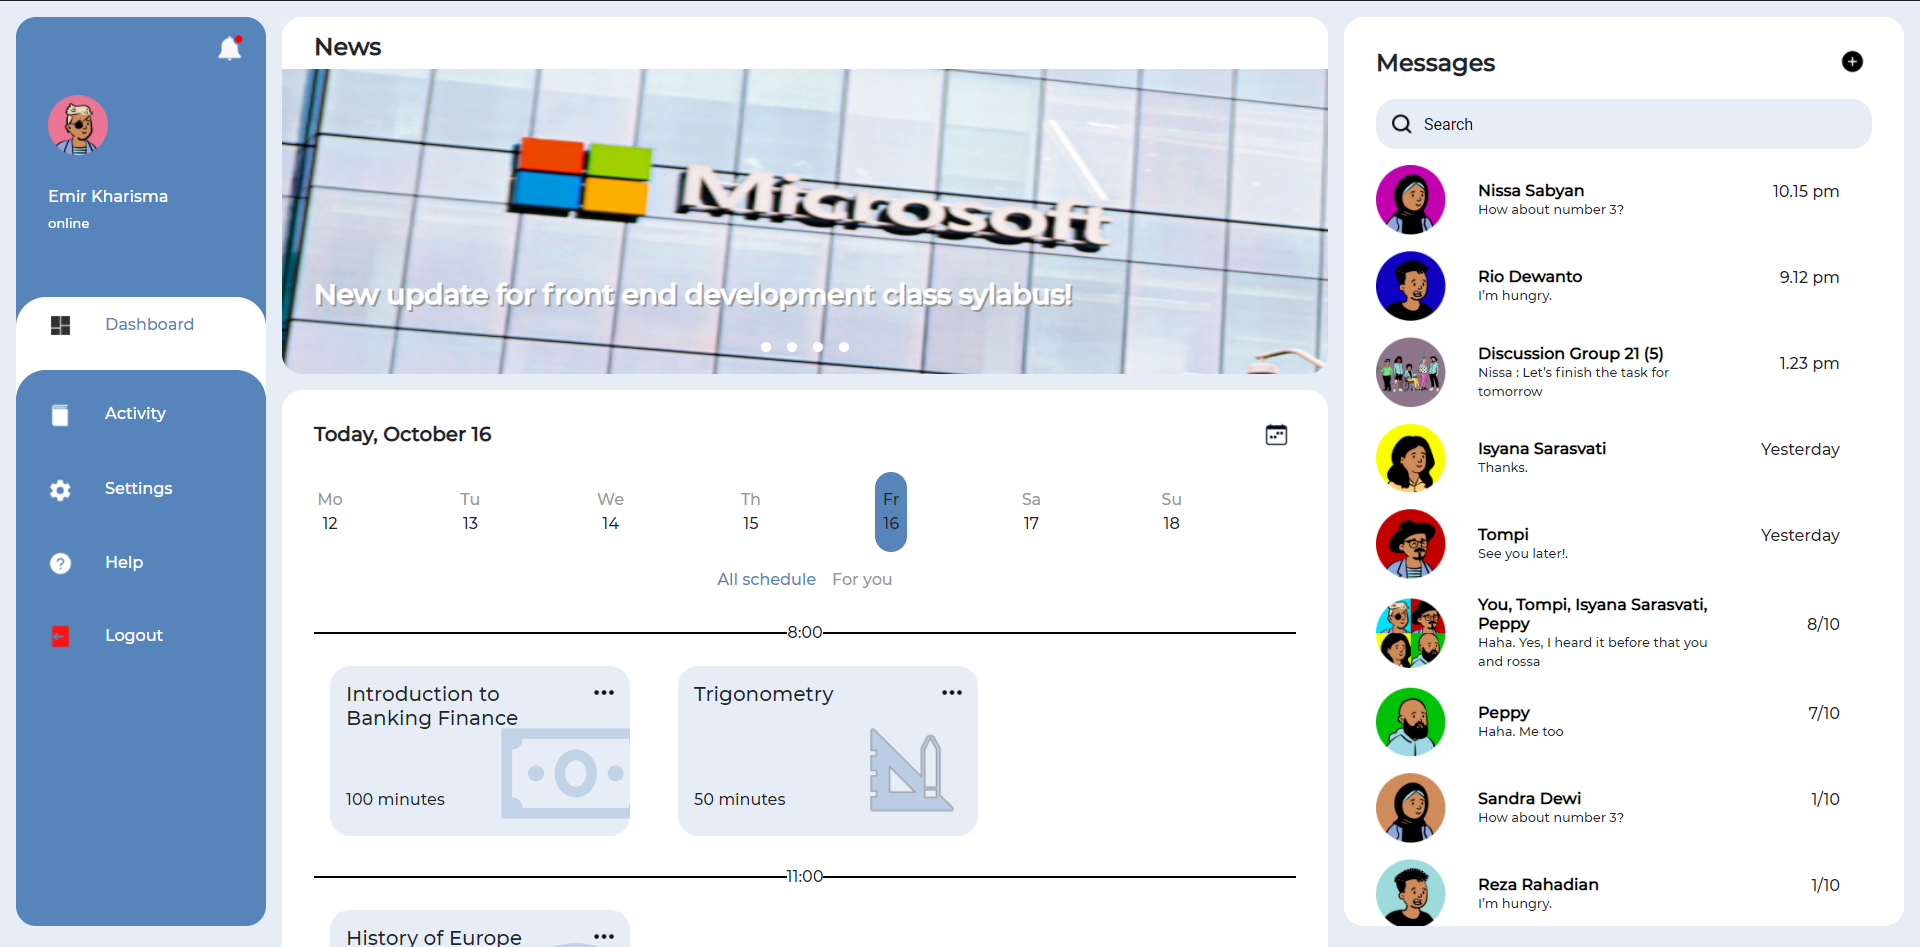 Emir Kharisma
online
Dashboard
Activity
Settings
Help
Logout
News
Microsoft
New update for front end development class sylabus!
Today, October 16
Mo Tu We Th Fr Sa Su
12 13 14 15 16 17 18
All schedule For you
8:00
Introduction to
Banking Finance
100 minutes
Trigonometry
50 minutes
11:00
History of Europe
Messages
Search
Nissa Sabyan 10.15 pm
How about number 3?
Rio Dewanto 9.12 pm
I'm hungry.
Discussion Group 21 (5) 1.23 pm
Nissa : Let's finish the task for
tomorrow
Isyana Sarasvati Yesterday
Thanks.
Tompi Yesterday
See you later!.
You, Tompi, Isyana Sarasvati,
Peppy 8/10
Haha. Yes, I heard it before that you
and rossa
Peppy 7/10
Haha. Me too
Sandra Dewi 1/10
How about number 3?
Reza Rahadian 1/10
I'm hungry.